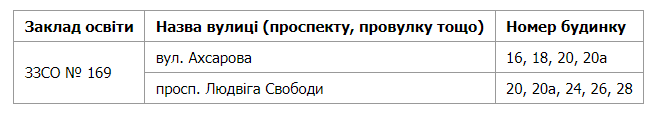 Заклад освіти Назва вулиці (проспекту, провулку тощо) Номер будинку
ЗЗСО № 169 вул. Ахсарова 16, 18, 20, 20а
просп. Людвіга Свободи 20, 20а, 24, 26, 28